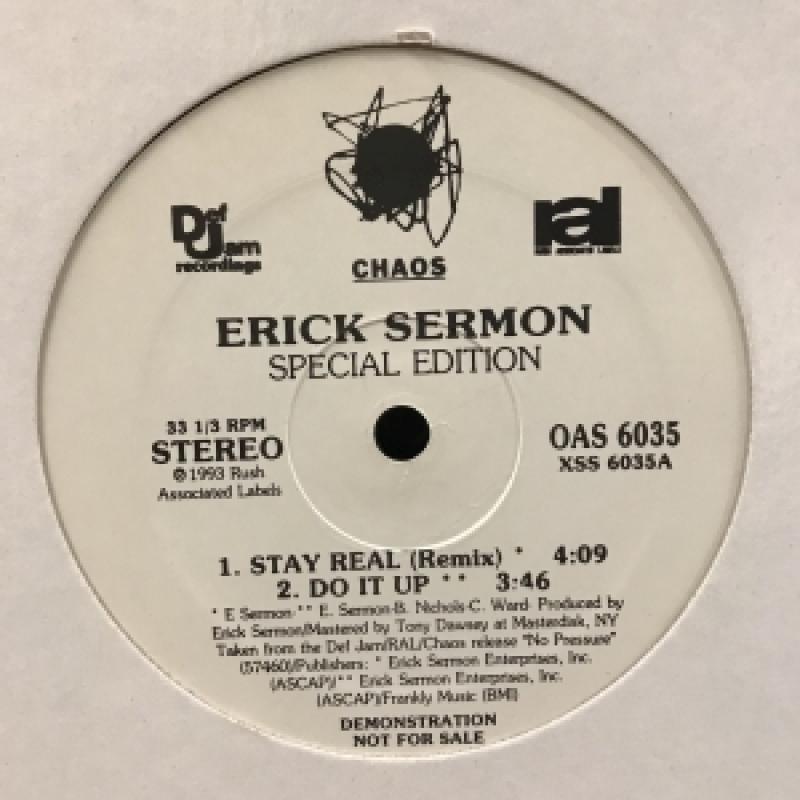 Def Jam
recordings
CHAOS
ral
ERICK SERMON
SPECIAL EDITION
33 1/3 RPM
STEREO
℗ 1993 Rush
Associated Labels
OAS 6035
XSS 6035A
1. STAY REAL (Remix) * 4:09
2. DO IT UP ** 3:46
* E Sermon ** E. Sermon-B. Nichols-C. Ward Produced by
Erick Sermon/Mastered by Tony Dawsey at Masterdisk, NY
Taken from the Def Jam/RAL/Chaos release "No Pressure"
(57460)/Publishers: * Erick Sermon Enterprises, Inc.
(ASCAP)/** Erick Sermon Enterprises, Inc.
(ASCAP)/Frankly Music (BMI)
DEMONSTRATION
NOT FOR SALE